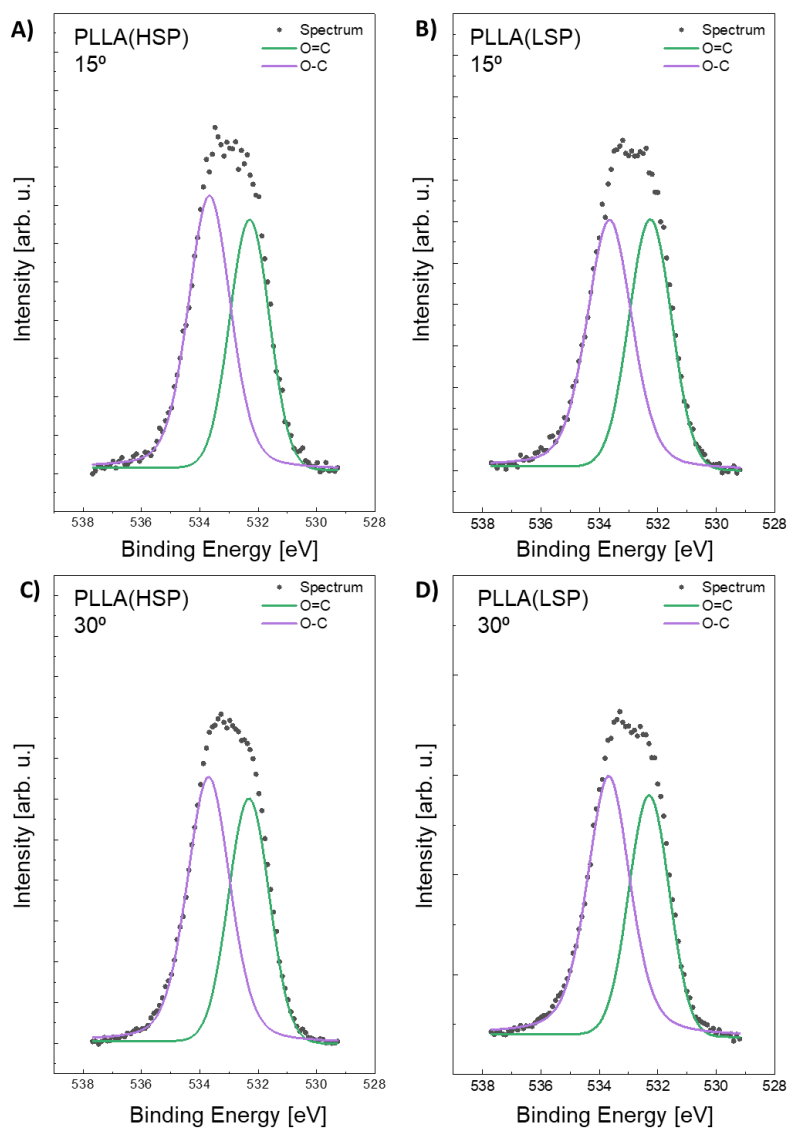 A)
PLLA(HSP)
15º
Spectrum
O=C
O-C
Intensity [arb. u.]
538 536 534 532 530 528
Binding Energy [eV]
B)
PLLA(LSP)
15º
Spectrum
O=C
O-C
Intensity [arb. u.]
538 536 534 532 530 528
Binding Energy [eV]
C)
PLLA(HSP)
30º
Spectrum
O=C
O-C
Intensity [arb. u.]
538 536 534 532 530 528
Binding Energy [eV]
D)
PLLA(LSP)
30º
Spectrum
O=C
O-C
Intensity [arb. u.]
538 536 534 532 530 528
Binding Energy [eV]